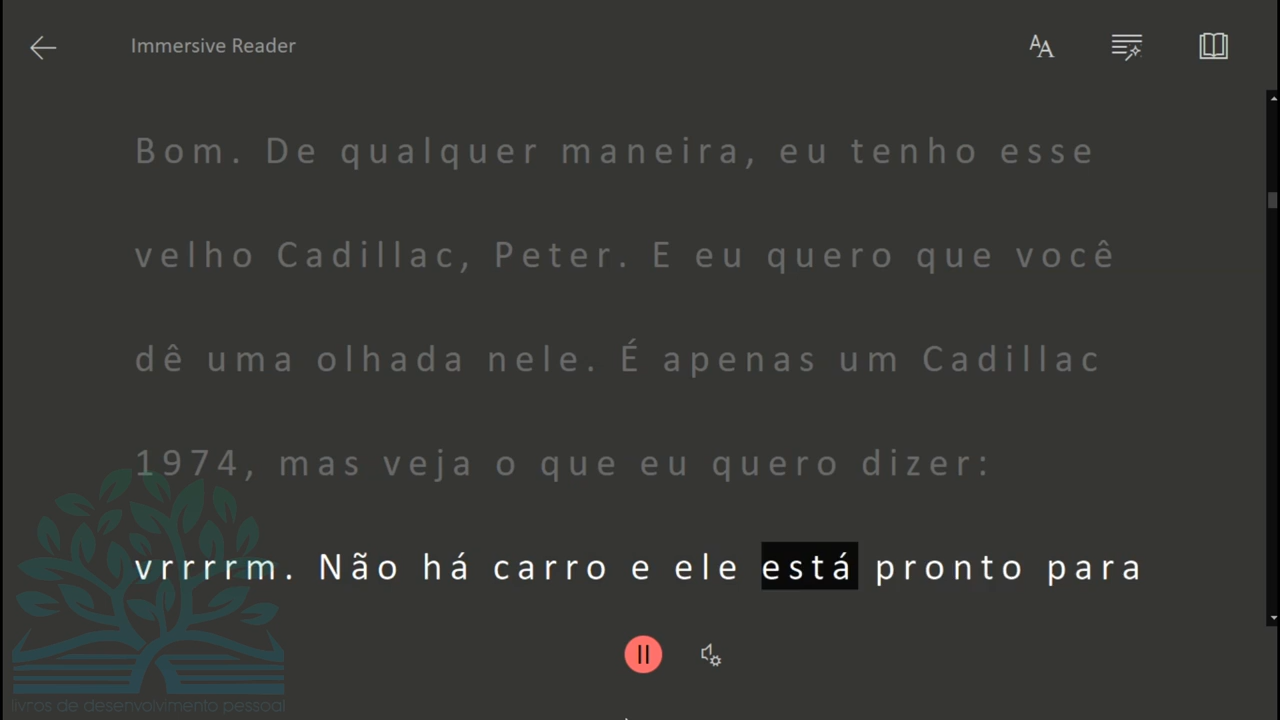 Immersive Reader
Bom. De qualquer maneira, eu tenho esse
velho Cadillac, Peter. E eu quero que você
dê uma olhada nele. É apenas um Cadillac
1974, mas veja o que eu quero dizer:
vrrrrm. Não há carro e ele está pronto para
livros de desenvolvimento pessoal